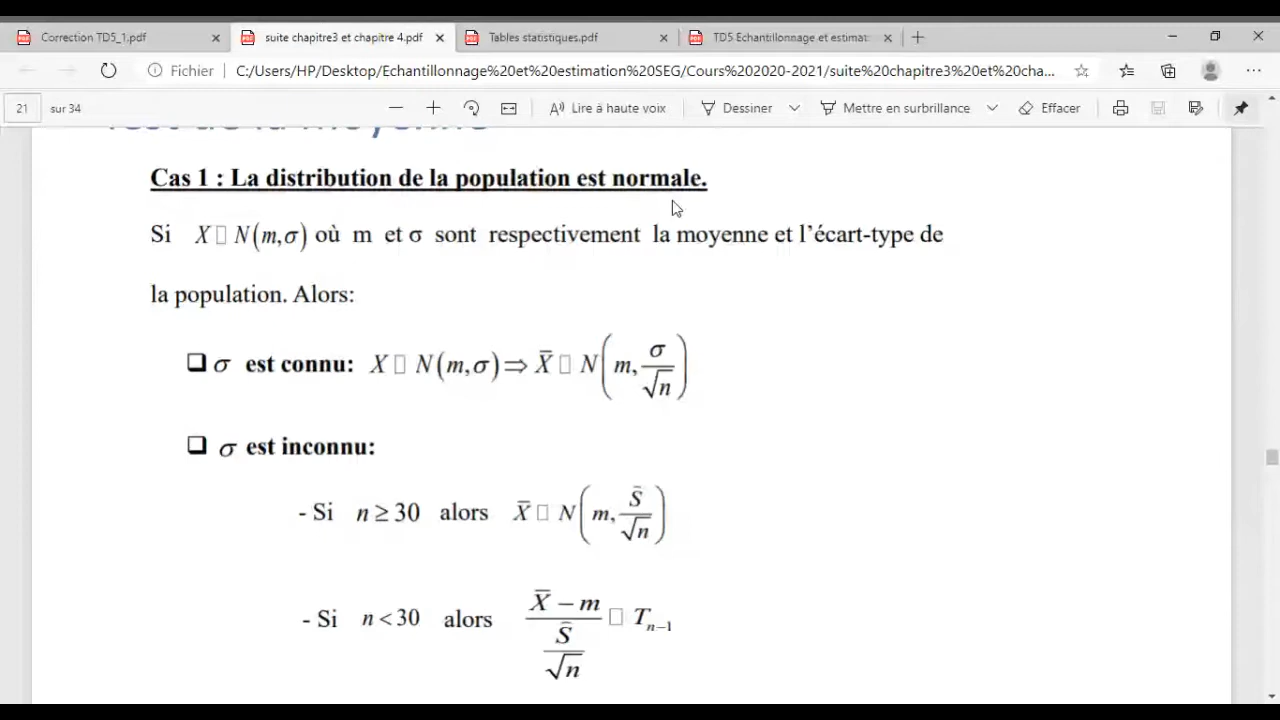 Correction TD5_1.pdf
suite chapitre3 et chapitre 4.pdf
Tables statistiques.pdf
TD5 Echantillonnage et estimat
Fichier C:/Users/HP/Desktop/Echantillonnage%20et%20estimation%20SEG/Cours%202020-2021/suite%20chapitre3%20et%20cha...
21 sur 34 Lire à haute voix Dessiner Mettre en surbrillance Effacer
Cas 1 : La distribution de la population est normale.
Si X □ N(m,σ) où m et σ sont respectivement la moyenne et l'écart-type de
la population. Alors:
❑ σ est connu: X □ N(m,σ) ⇒ X̄ □ N(m, σ/√n)
❑ σ est inconnu:
- Si n ≥ 30 alors X̄ □ N(m, S̄/√n)
- Si n < 30 alors (X̄ − m)/(S̄/√n) □ Tn−1